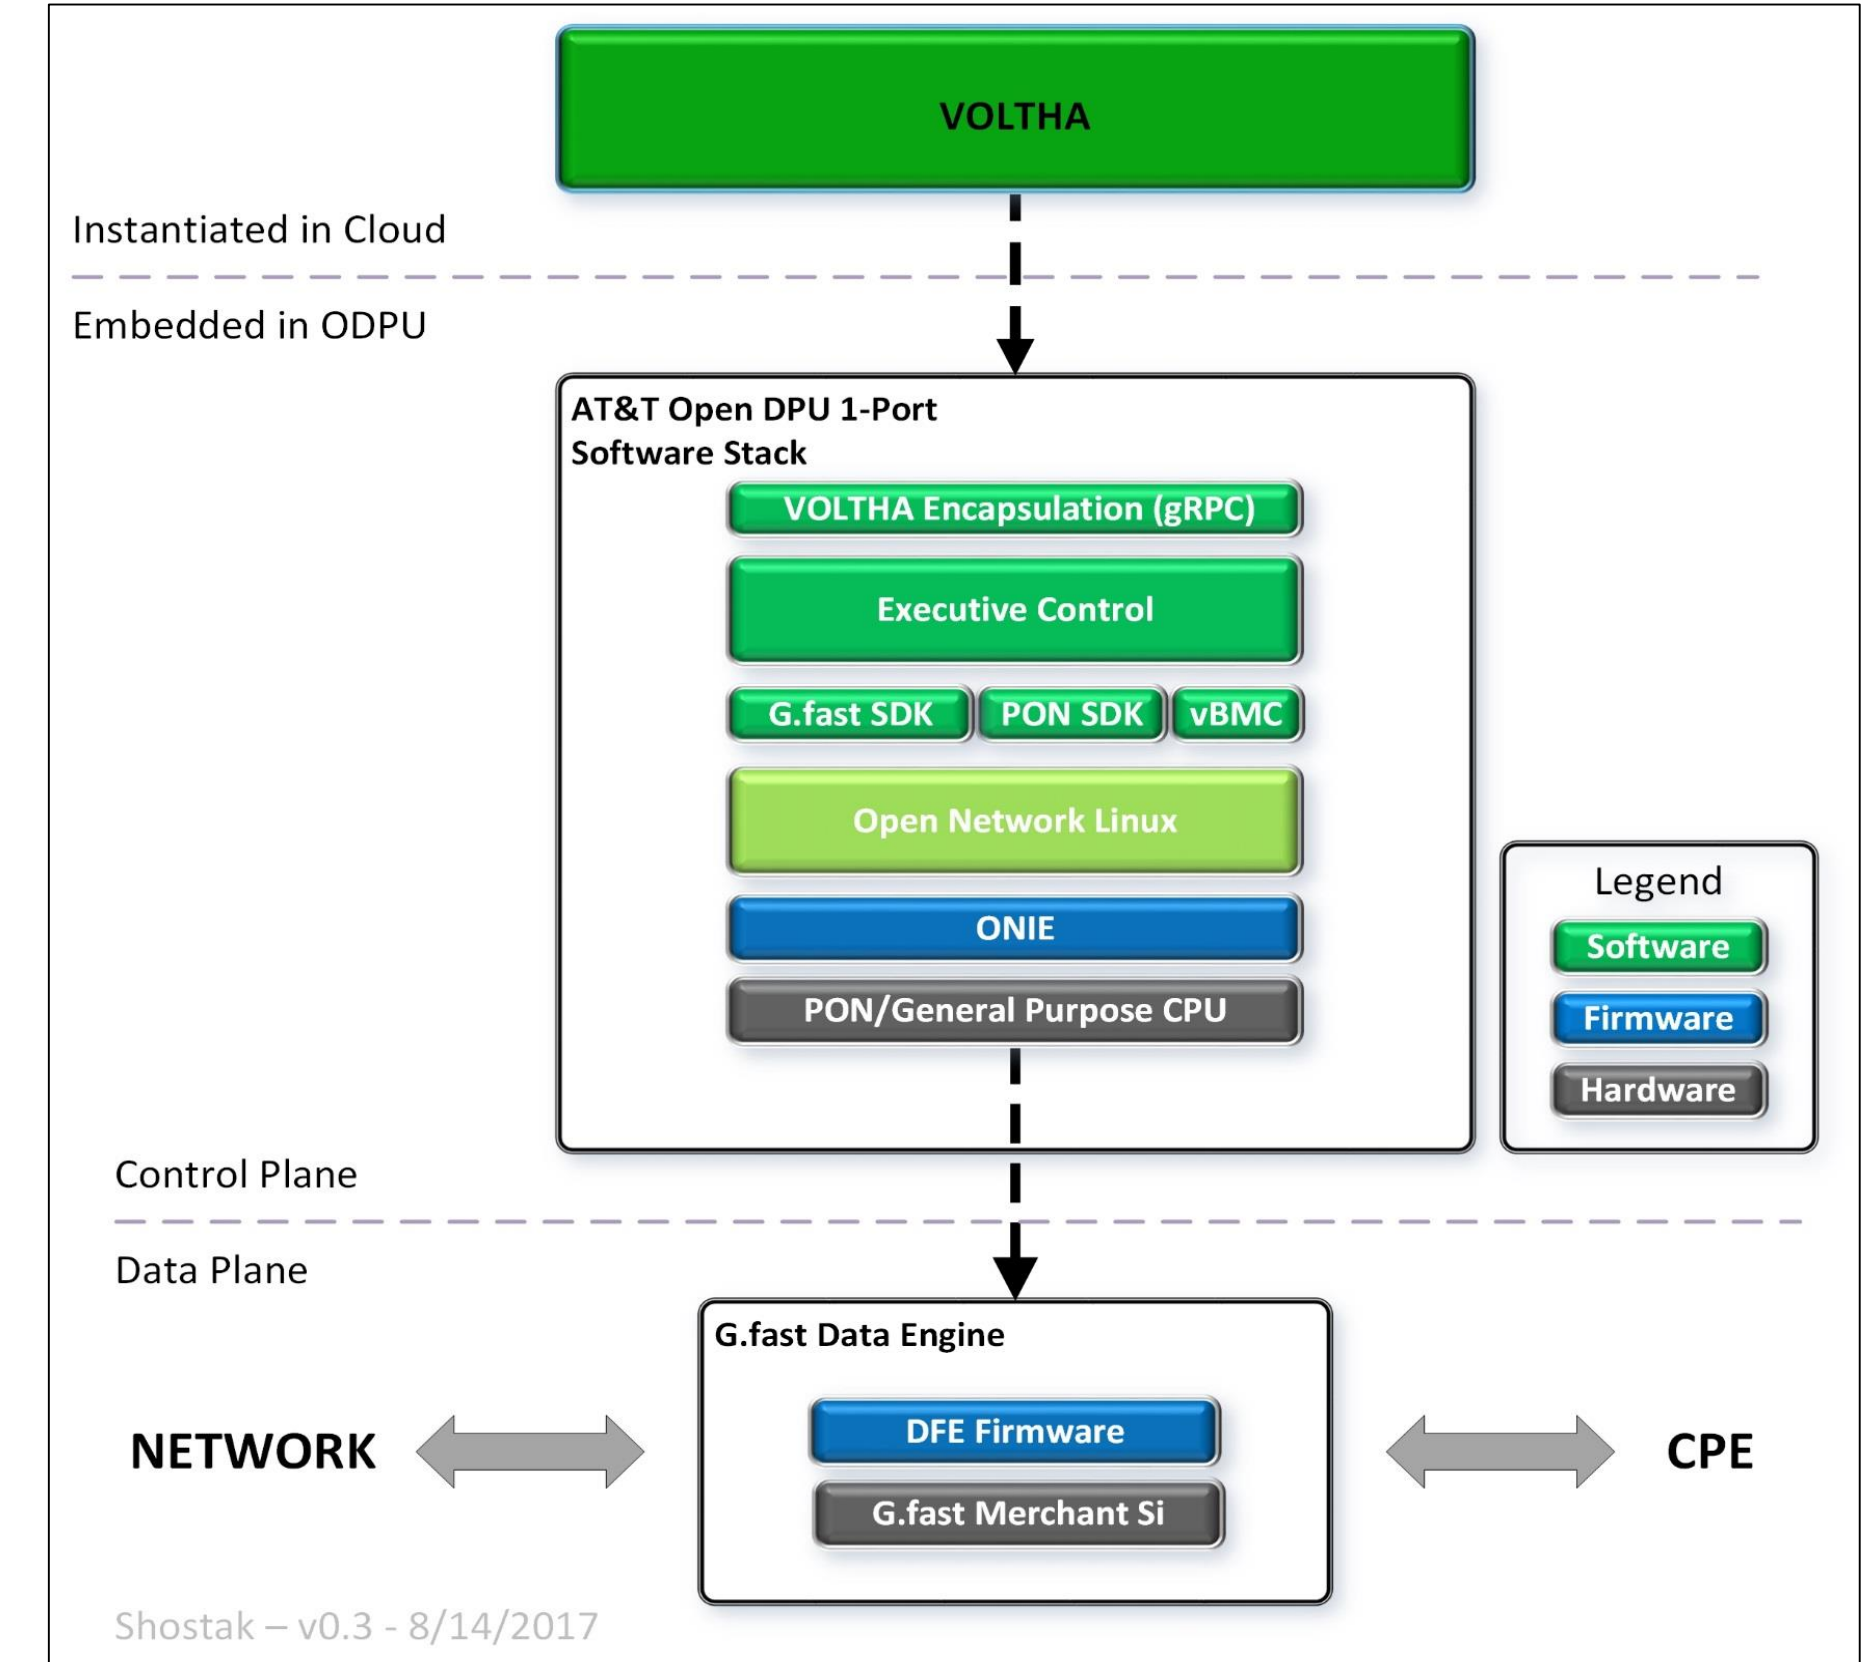 VOLTHA
Instantiated in Cloud
Embedded in ODPU
AT&T Open DPU 1-Port
Software Stack
VOLTHA Encapsulation (gRPC)
Executive Control
G.fast SDK
PON SDK
vBMC
Open Network Linux
ONIE
PON/General Purpose CPU
Legend
Software
Firmware
Hardware
Control Plane
Data Plane
G.fast Data Engine
DFE Firmware
G.fast Merchant Si
NETWORK
CPE
Shostak – v0.3 - 8/14/2017